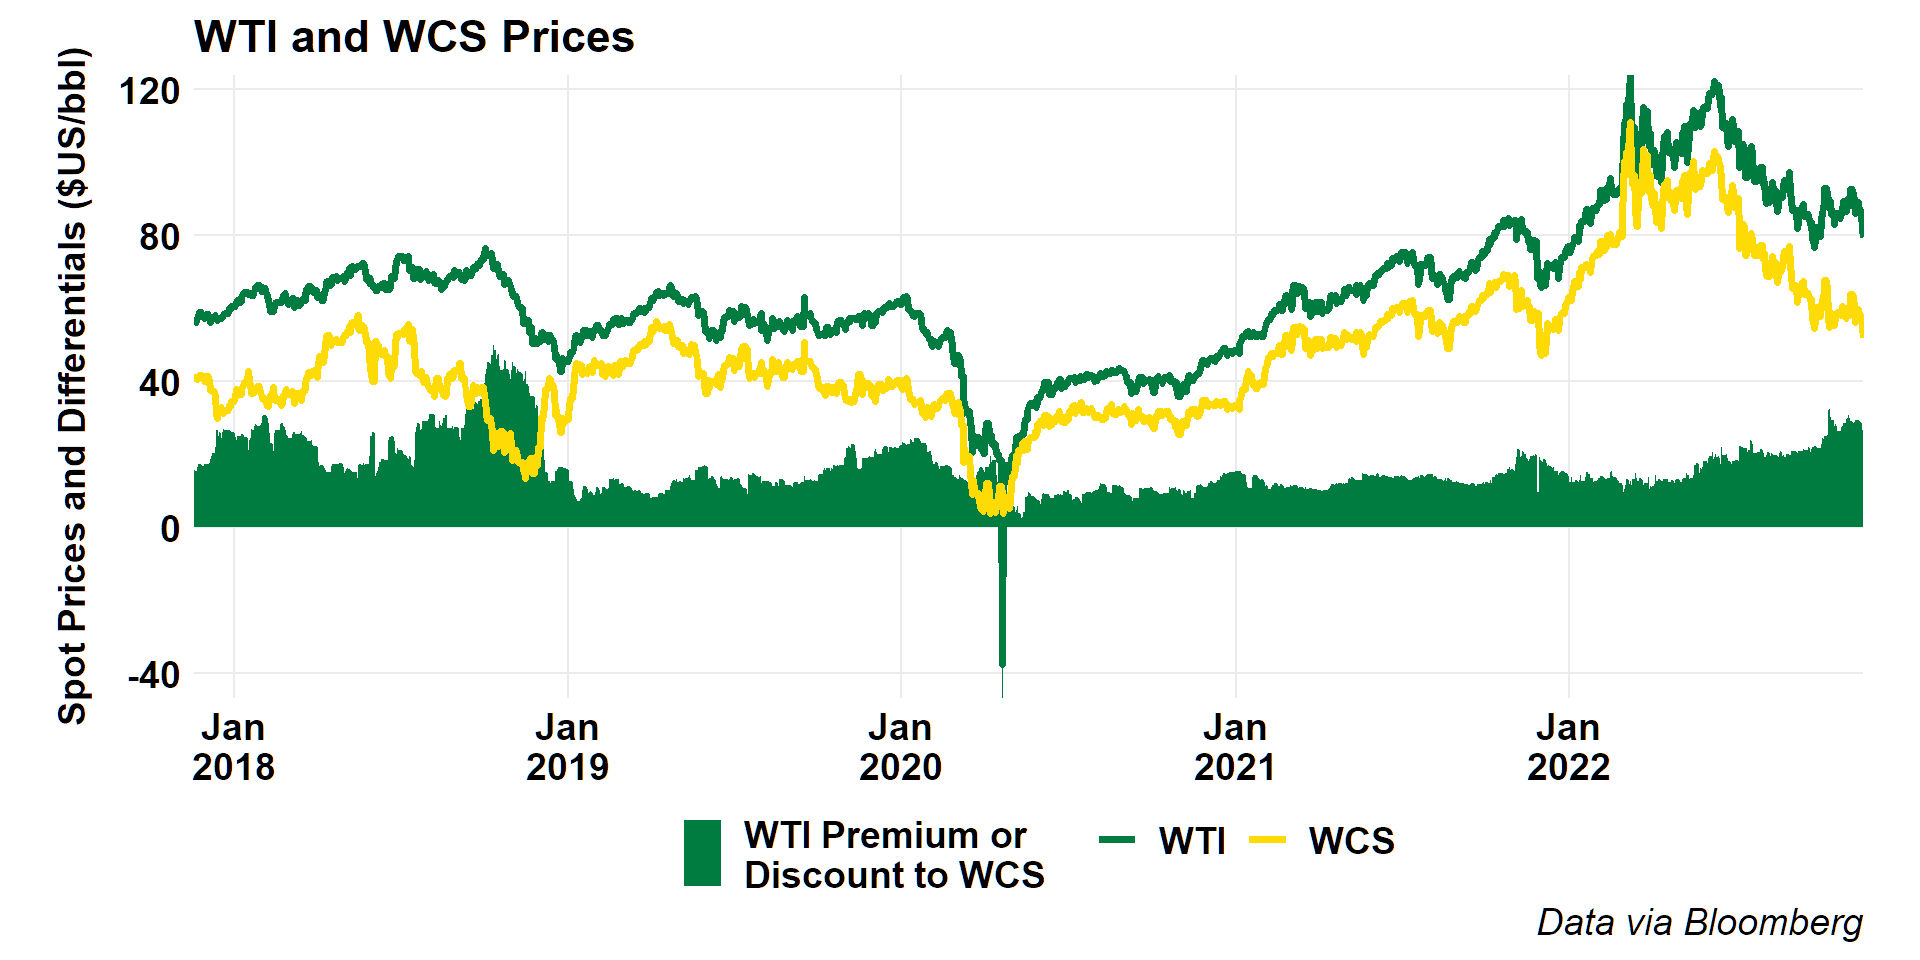 WTI and WCS Prices
Spot Prices and Differentials ($US/bbl)
120
80
40
0
-40
Jan
2018
Jan
2019
Jan
2020
Jan
2021
Jan
2022
WTI Premium or
Discount to WCS
WTI
WCS
Data via Bloomberg